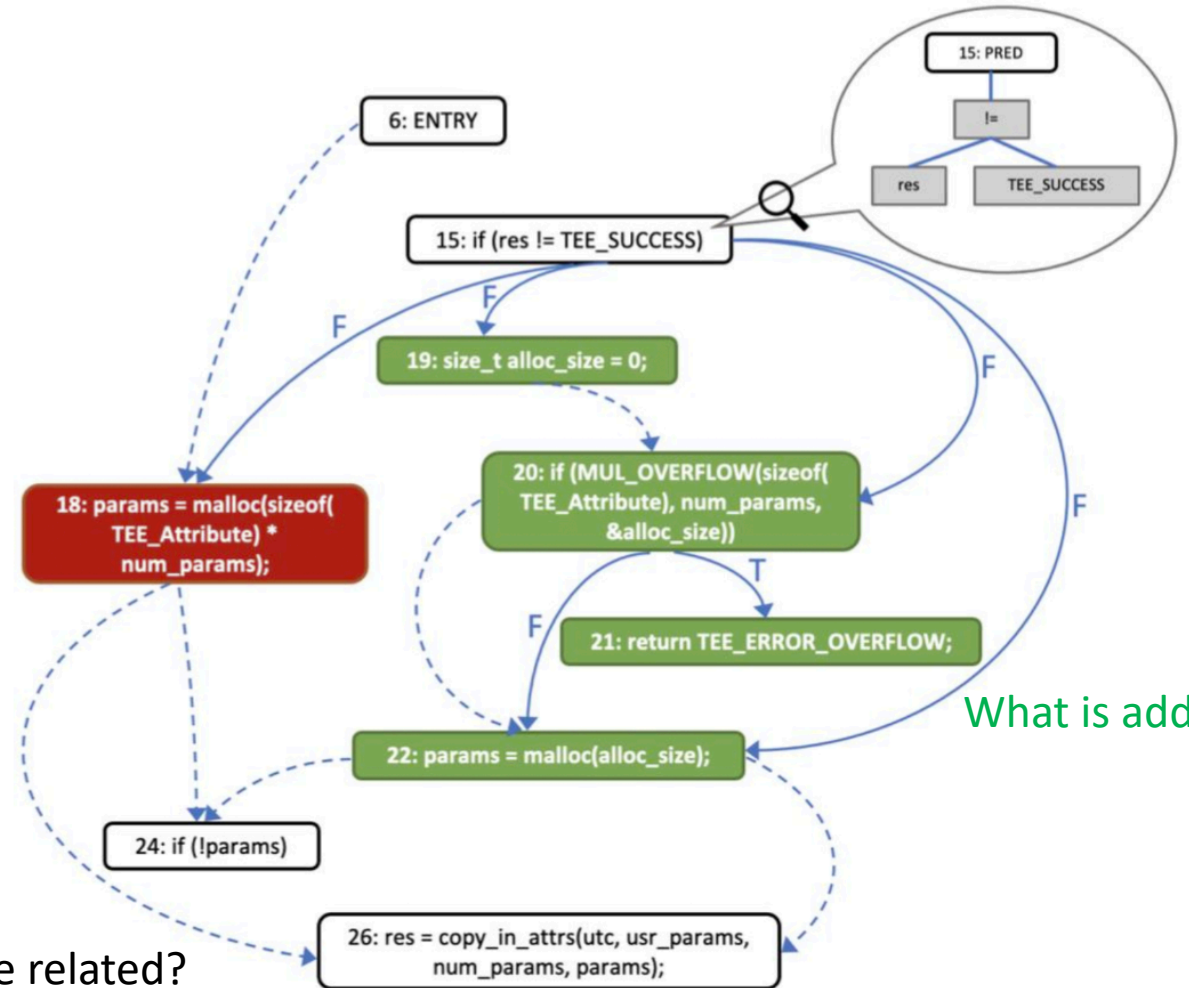 15: PRED
!=
res
TEE_SUCCESS
6: ENTRY
15: if (res != TEE_SUCCESS)
F
F
F
19: size_t alloc_size = 0;
20: if (MUL_OVERFLOW(sizeof(
TEE_Attribute), num_params,
&alloc_size))
18: params = malloc(sizeof(
TEE_Attribute) *
num_params);
F
T
F
21: return TEE_ERROR_OVERFLOW;
What is add
22: params = malloc(alloc_size);
24: if (!params)
26: res = copy_in_attrs(utc, usr_params,
num_params, params);
e related?